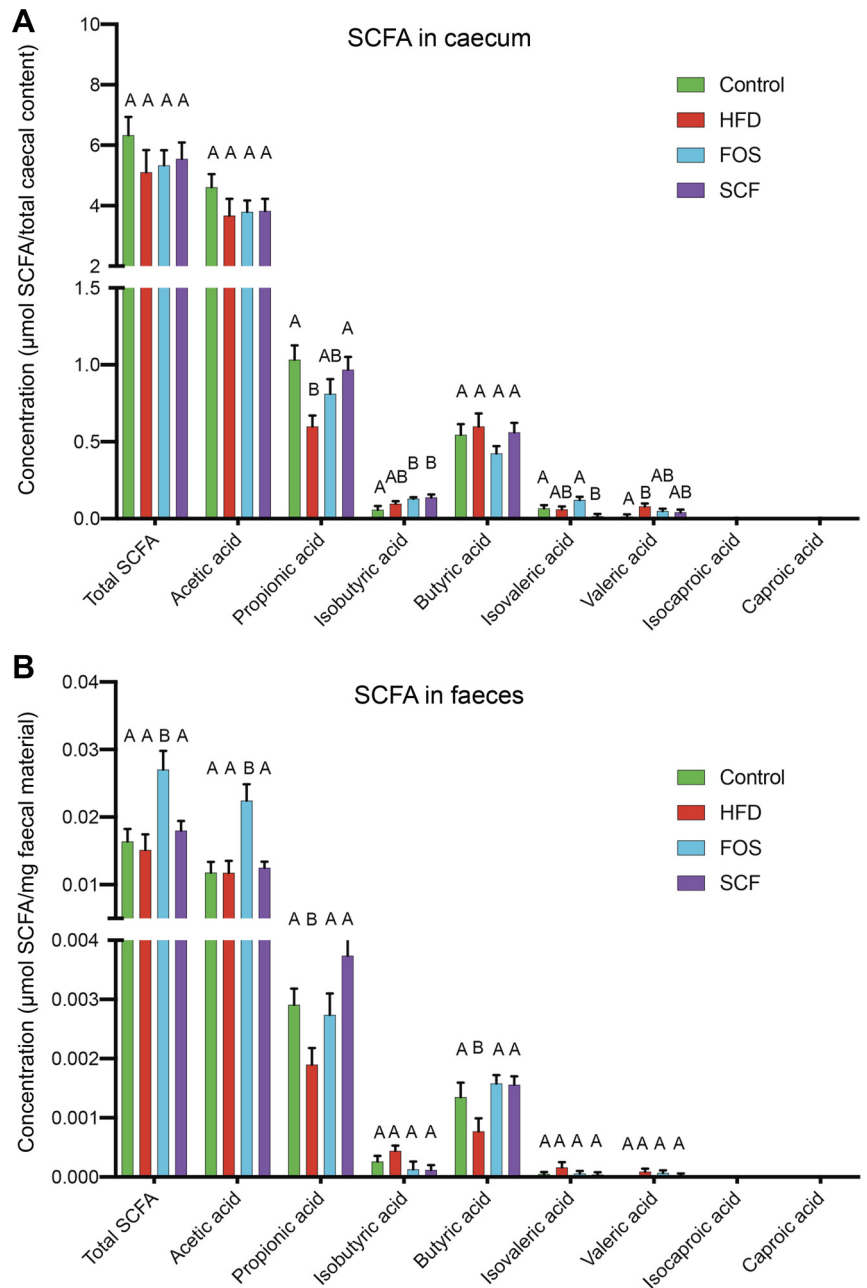 A
SCFA in caecum
Concentration (µmol SCFA/total caecal content)
10
8
6
4
2
1.5
1.0
0.5
0.0
Control
HFD
FOS
SCF
A A A A
A A A A
A B AB A
A AB B B
A A A A
A AB A B
A B AB AB
Total SCFA
Acetic acid
Propionic acid
Isobutyric acid
Butyric acid
Isovaleric acid
Valeric acid
Isocaproic acid
Caproic acid
B
SCFA in faeces
Concentration (µmol SCFA/mg faecal material)
0.04
0.03
0.02
0.01
0.004
0.003
0.002
0.001
0.000
Control
HFD
FOS
SCF
A A B A
A A B A
A B A A
A A A A
A B A A
A A A A
A A A A
Total SCFA
Acetic acid
Propionic acid
Isobutyric acid
Butyric acid
Isovaleric acid
Valeric acid
Isocaproic acid
Caproic acid